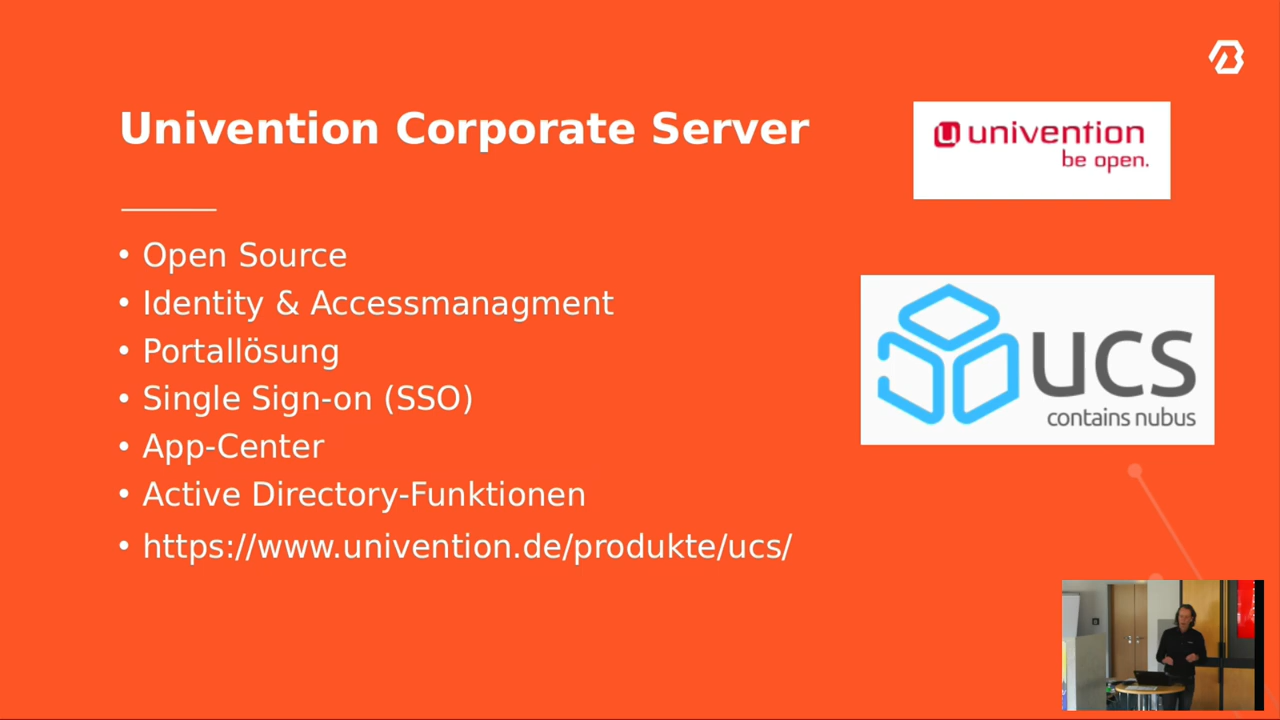 Univention Corporate Server
univention
be open.
• Open Source
• Identity & Accessmanagment
• Portallösung
• Single Sign-on (SSO)
• App-Center
• Active Directory-Funktionen
• https://www.univention.de/produkte/ucs/
ucs
contains nubus